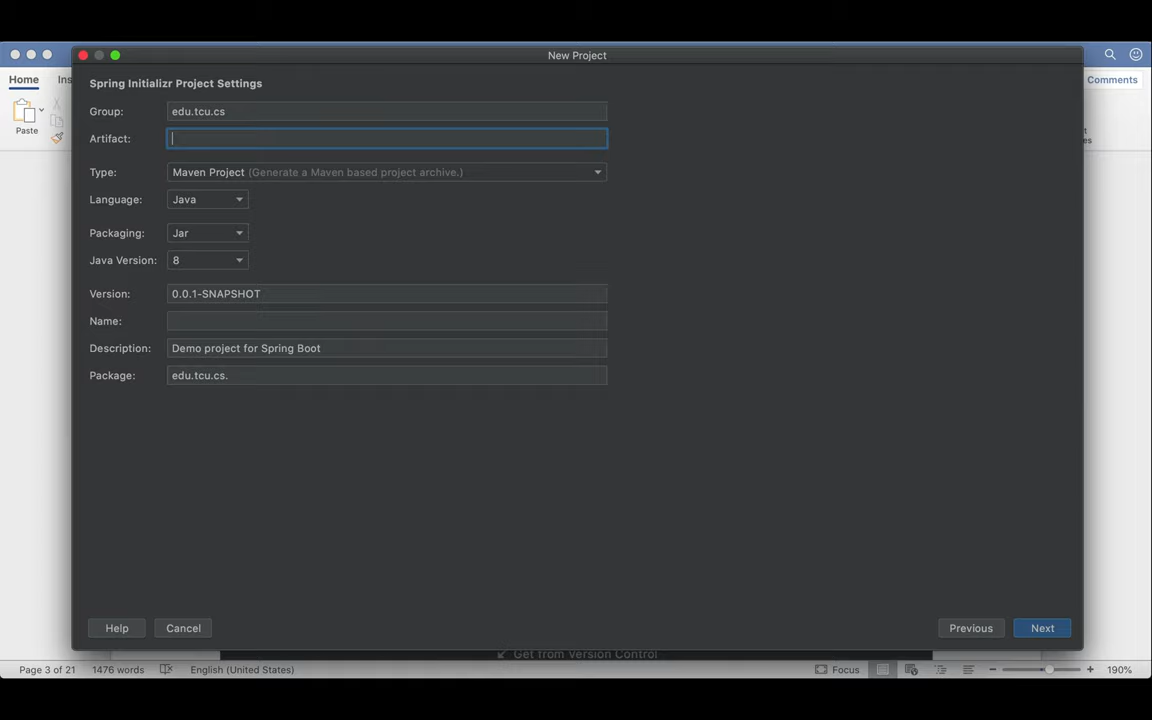 New Project
Home
Ins
Comments
Paste
es
Spring Initializr Project Settings
Group: edu.tcu.cs
Artifact:
Type: Maven Project (Generate a Maven based project archive.)
Language: Java
Packaging: Jar
Java Version: 8
Version: 0.0.1-SNAPSHOT
Name:
Description: Demo project for Spring Boot
Package: edu.tcu.cs.
Help
Cancel
Previous
Next
Get from Version Control
Page 3 of 21
1476 words
English (United States)
Focus
190%